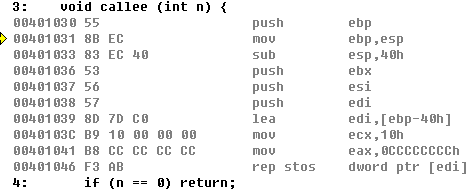 3: void callee (int n) {
00401030 55 push ebp
00401031 8B EC mov ebp,esp
00401033 83 EC 40 sub esp,40h
00401036 53 push ebx
00401037 56 push esi
00401038 57 push edi
00401039 8D 7D C0 lea edi,[ebp-40h]
0040103C B9 10 00 00 00 mov ecx,10h
00401041 B8 CC CC CC CC mov eax,0CCCCCCCCh
00401046 F3 AB rep stos dword ptr [edi]
4: if (n == 0) return;